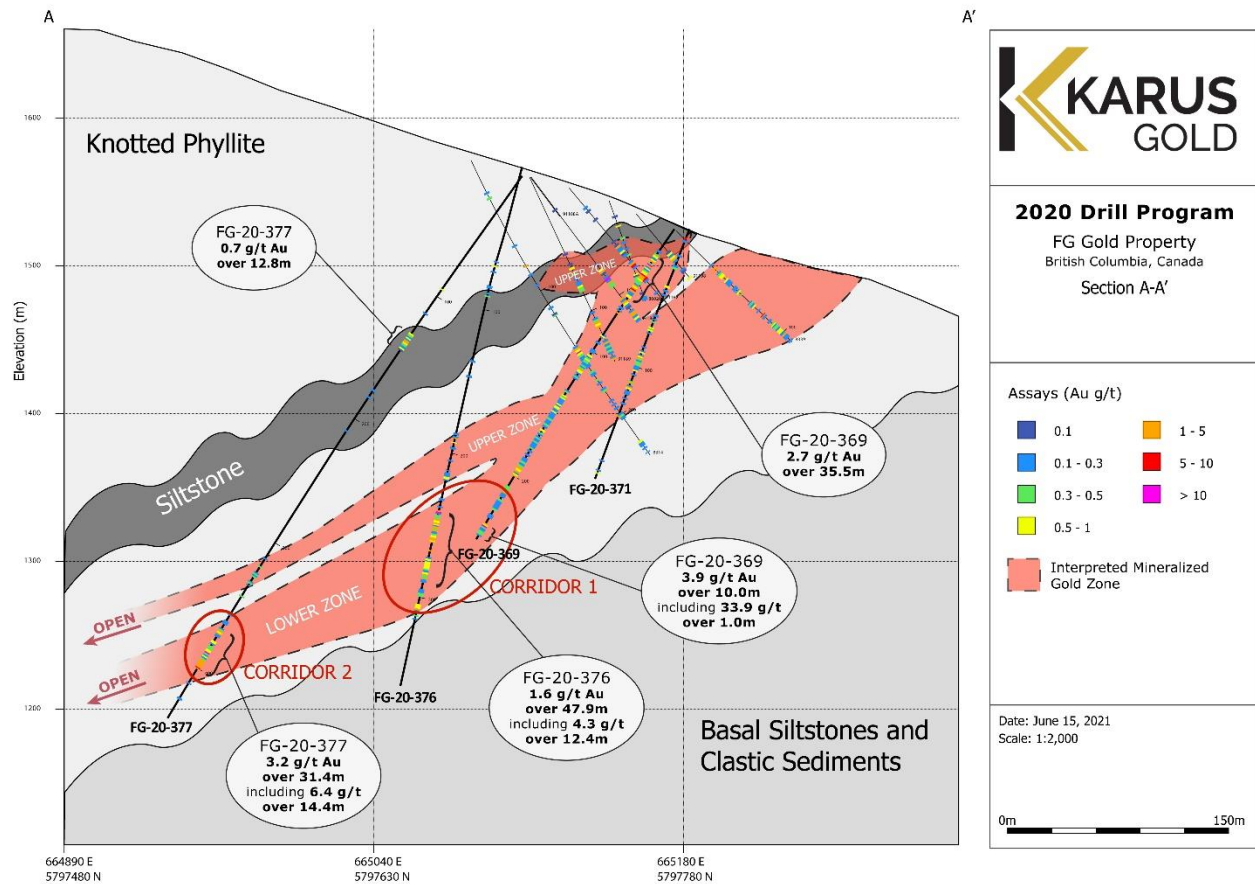 A
A'
KARUS
GOLD
2020 Drill Program
FG Gold Property
British Columbia, Canada
Section A-A'
Assays (Au g/t)
0.1
0.1 - 0.3
0.3 - 0.5
0.5 - 1
1 - 5
5 - 10
> 10
Interpreted Mineralized
Gold Zone
Date: June 15, 2021
Scale: 1:2,000
0m
150m
Elevation (m)
1600
1500
1400
1300
1200
Knotted Phyllite
FG-20-377
0.7 g/t Au
over 12.8m
UPPER ZONE
Siltstone
UPPER ZONE
FG-20-369
2.7 g/t Au
over 35.5m
FG-20-371
FG-20-369
FG-20-369
3.9 g/t Au
over 10.0m
including 33.9 g/t
over 1.0m
CORRIDOR 1
LOWER ZONE
OPEN
OPEN
CORRIDOR 2
FG-20-376
1.6 g/t Au
over 47.9m
including 4.3 g/t
over 12.4m
FG-20-376
FG-20-377
FG-20-377
3.2 g/t Au
over 31.4m
including 6.4 g/t
over 14.4m
Basal Siltstones and
Clastic Sediments
664890 E
5797480 N
665040 E
5797630 N
665180 E
5797780 N